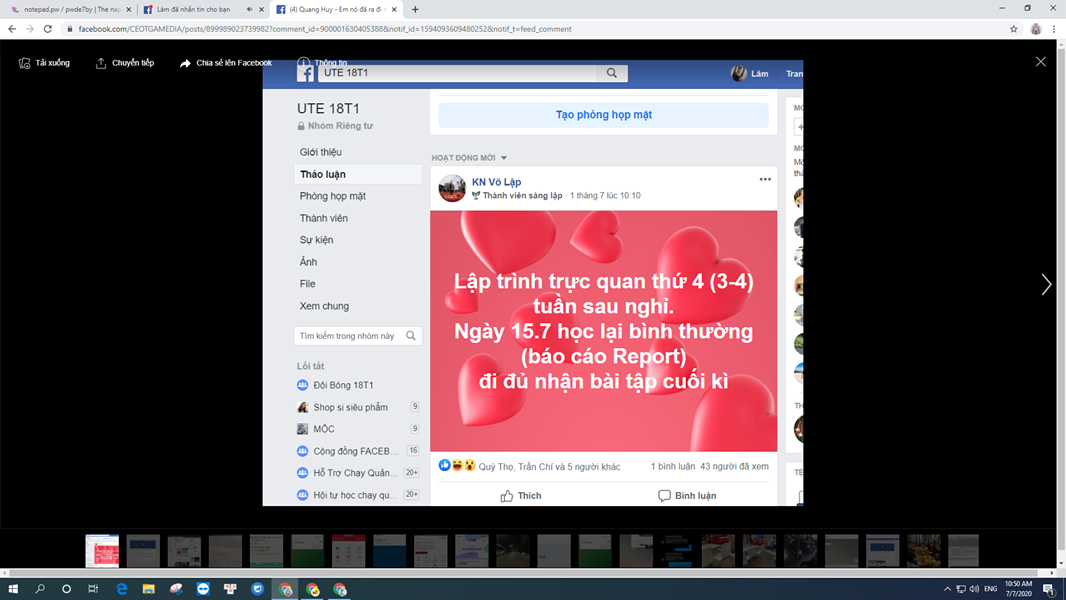 notepad.pw / pwde7by | The na
Lâm đã nhắn tin cho bạn
(4) Quang Huy - Em nó đã ra đi
facebook.com/CEOTGAMEDIA/posts/899989023739982?comment_id=900001630405388&notif_id=1594093609480252&notif_t=feed_comment
Tải xuống
Chuyển tiếp
Chia sẻ lên Facebook
Thông tin
UTE 18T1
Lâm
Tran
UTE 18T1
Nhóm Riêng tư
Giới thiệu
Thảo luận
Phòng họp mặt
Thành viên
Sự kiện
Ảnh
File
Xem chung
Tìm kiếm trong nhóm này
Lối tắt
Đội Bóng 18T1
Shop si siêu phẩm 9
MỘC 9
Cộng đồng FACEB... 16
Hỗ Trợ Chạy Quản... 20+
Hội tự học chạy qu... 20+
Tạo phòng họp mặt
HOẠT ĐỘNG MỚI
KN Võ Lập
Thành viên sáng lập · 1 tháng 7 lúc 10:10
Lập trình trực quan thứ 4 (3-4)
tuần sau nghỉ.
Ngày 15.7 học lại bình thường
(báo cáo Report)
đi đủ nhận bài tập cuối kì
Quý Thọ, Trần Chí và 5 người khác
1 bình luận 43 người đã xem
Thích
Bình luận
ENG
10:50 AM
7/7/2020